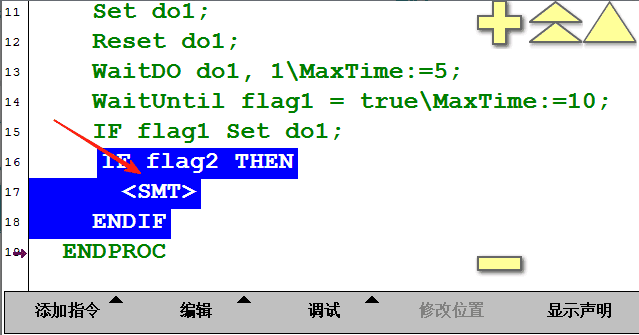 11 Set do1;
12 Reset do1;
13 WaitDO do1, 1\MaxTime:=5;
14 WaitUntil flag1 = true\MaxTime:=10;
15 IF flag1 Set do1;
16 IF flag2 THEN
17 <SMT>
18 ENDIF
19 ENDPROC
添加指令 编辑 调试 修改位置 显示声明